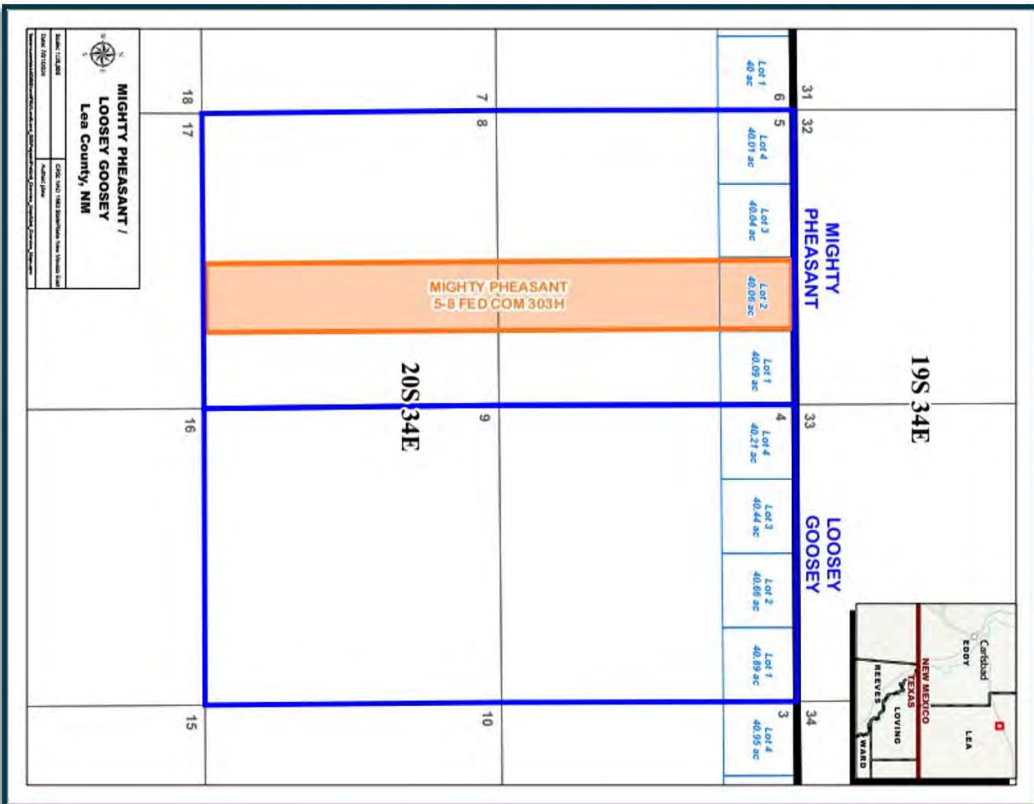 19S 34E
MIGHTY
PHEASANT
LOOSEY
GOOSEY
31
32
33
34
6
5
4
3
Lot 1
40 ac
Lot 4
40.01 ac
Lot 3
40.04 ac
Lot 2
40.06 ac
Lot 1
40.09 ac
Lot 4
40.21 ac
Lot 3
40.44 ac
Lot 2
40.66 ac
Lot 1
40.89 ac
Lot 4
40.95 ac
MIGHTY PHEASANT
5-8 FED COM 303H
20S 34E
7
8
9
10
18
17
16
15
Carlsbad
EDDY
LEA
NEW MEXICO
TEXAS
REEVES
LOVING
WARD
N
E
S
MIGHTY PHEASANT /
LOOSEY GOOSEY
Lea County, NM